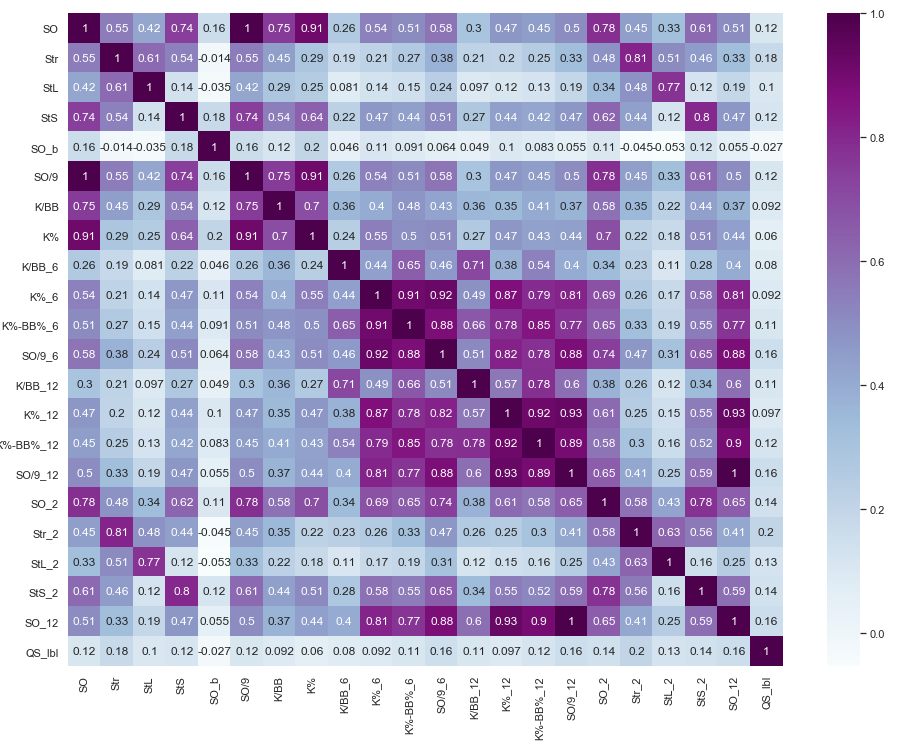 SO 1 0.55 0.42 0.74 0.16 1 0.75 0.91 0.26 0.55 0.51 0.58 0.3 0.47 0.45 0.5 0.78 0.45 0.33 0.61 0.51 0.12
Str 0.55 1 0.61 0.54 -0.014 0.55 0.45 0.29 0.19 0.21 0.27 0.38 0.21 0.2 0.25 0.33 0.48 0.81 0.51 0.46 0.33 0.18
StL 0.42 0.61 1 0.14 -0.035 0.42 0.29 0.25 0.081 0.14 0.15 0.24 0.097 0.12 0.13 0.19 0.34 0.48 0.77 0.12 0.19 0.1
StS 0.74 0.54 0.14 1 0.18 0.74 0.54 0.64 0.22 0.47 0.44 0.51 0.27 0.44 0.42 0.47 0.62 0.44 0.12 0.8 0.47 0.12
SO_b 0.16 -0.014 -0.035 0.18 1 0.16 0.12 0.2 0.046 0.11 0.091 0.064 0.049 0.1 0.083 0.055 0.11 -0.045 -0.053 0.12 0.055 -0.027
SO/9 1 0.55 0.42 0.74 0.16 1 0.75 0.91 0.26 0.54 0.51 0.58 0.3 0.47 0.45 0.5 0.78 0.45 0.33 0.61 0.5 0.12
K/BB 0.75 0.45 0.29 0.54 0.12 0.75 1 0.7 0.36 0.4 0.48 0.43 0.36 0.35 0.41 0.37 0.58 0.35 0.22 0.44 0.37 0.092
K% 0.91 0.29 0.25 0.64 0.2 0.91 0.7 1 0.24 0.55 0.5 0.51 0.27 0.47 0.43 0.44 0.7 0.22 0.18 0.51 0.44 0.06
K/BB_6 0.26 0.19 0.081 0.22 0.046 0.26 0.36 0.24 1 0.44 0.65 0.46 0.71 0.38 0.54 0.4 0.34 0.23 0.11 0.28 0.4 0.08
K%_6 0.54 0.21 0.14 0.47 0.11 0.54 0.4 0.55 0.44 1 0.91 0.92 0.49 0.87 0.79 0.81 0.69 0.26 0.17 0.58 0.81 0.092
K%-BB%_6 0.51 0.27 0.15 0.44 0.091 0.51 0.48 0.5 0.65 0.91 1 0.88 0.66 0.78 0.85 0.77 0.65 0.33 0.19 0.55 0.77 0.11
SO/9_6 0.58 0.38 0.24 0.51 0.064 0.58 0.43 0.51 0.46 0.92 0.88 1 0.51 0.82 0.78 0.88 0.74 0.47 0.31 0.65 0.88 0.16
K/BB_12 0.3 0.21 0.097 0.27 0.049 0.3 0.36 0.27 0.71 0.49 0.66 0.51 1 0.57 0.78 0.6 0.38 0.26 0.12 0.34 0.6 0.11
K%_12 0.47 0.2 0.12 0.44 0.1 0.47 0.35 0.47 0.38 0.87 0.78 0.82 0.57 1 0.92 0.93 0.61 0.25 0.15 0.55 0.93 0.097
K%-BB%_12 0.45 0.25 0.13 0.42 0.083 0.45 0.41 0.43 0.54 0.79 0.85 0.78 0.78 0.92 1 0.89 0.58 0.3 0.16 0.52 0.9 0.12
SO/9_12 0.5 0.33 0.19 0.47 0.055 0.5 0.37 0.44 0.4 0.81 0.77 0.88 0.6 0.93 0.89 1 0.65 0.41 0.25 0.59 1 0.16
SO_2 0.78 0.48 0.34 0.62 0.11 0.78 0.58 0.7 0.34 0.69 0.65 0.74 0.38 0.61 0.58 0.65 1 0.58 0.43 0.78 0.65 0.14
Str_2 0.45 0.81 0.48 0.44 -0.045 0.45 0.35 0.22 0.23 0.26 0.33 0.47 0.26 0.25 0.3 0.41 0.58 1 0.63 0.56 0.41 0.2
StL_2 0.33 0.51 0.77 0.12 -0.053 0.33 0.22 0.18 0.11 0.17 0.19 0.31 0.12 0.15 0.16 0.25 0.43 0.63 1 0.16 0.25 0.13
StS_2 0.61 0.46 0.12 0.8 0.12 0.61 0.44 0.51 0.28 0.58 0.55 0.65 0.34 0.55 0.52 0.59 0.78 0.56 0.16 1 0.59 0.14
SO_12 0.51 0.33 0.19 0.47 0.055 0.5 0.37 0.44 0.4 0.81 0.77 0.88 0.6 0.93 0.9 1 0.65 0.41 0.25 0.59 1 0.16
QS_lbl 0.12 0.18 0.1 0.12 -0.027 0.12 0.092 0.06 0.08 0.092 0.11 0.16 0.11 0.097 0.12 0.16 0.14 0.2 0.13 0.14 0.16 1
SO Str StL StS SO_b SO/9 K/BB K% K/BB_6 K%_6 K%-BB%_6 SO/9_6 K/BB_12 K%_12 K%-BB%_12 SO/9_12 SO_2 Str_2 StL_2 StS_2 SO_12 QS_lbl
1.0
0.8
0.6
0.4
0.2
0.0